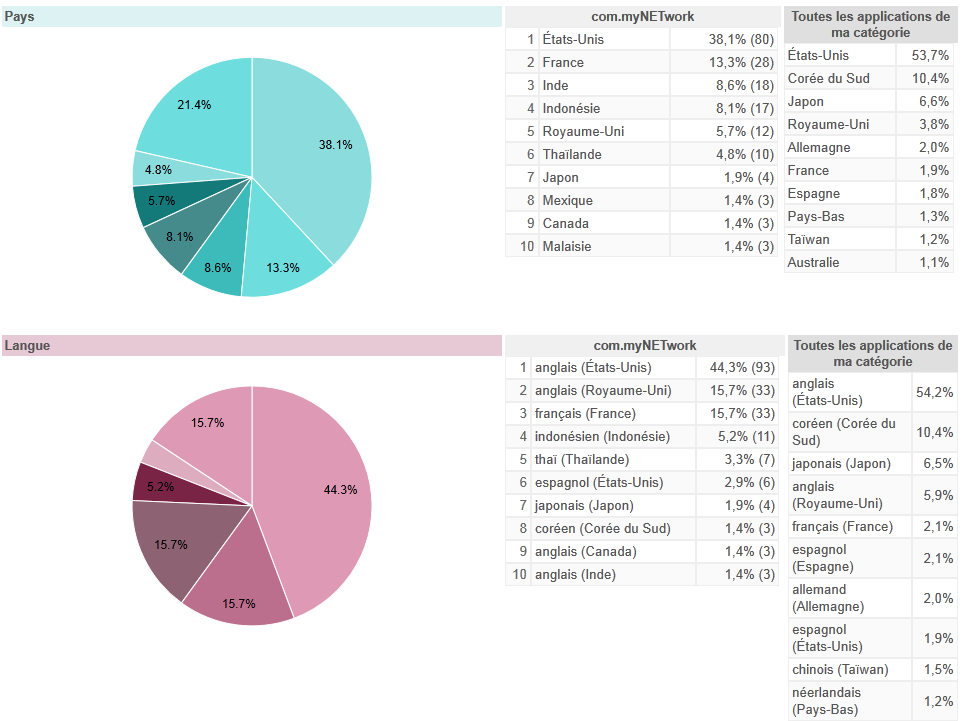 Pays
21.4%
38.1%
4.8%
5.7%
8.1%
8.6%
13.3%
com.myNETwork
1 États-Unis 38,1% (80)
2 France 13,3% (28)
3 Inde 8,6% (18)
4 Indonésie 8,1% (17)
5 Royaume-Uni 5,7% (12)
6 Thaïlande 4,8% (10)
7 Japon 1,9% (4)
8 Mexique 1,4% (3)
9 Canada 1,4% (3)
10 Malaisie 1,4% (3)
Toutes les applications de
ma catégorie
États-Unis 53,7%
Corée du Sud 10,4%
Japon 6,6%
Royaume-Uni 3,8%
Allemagne 2,0%
France 1,9%
Espagne 1,8%
Pays-Bas 1,3%
Taïwan 1,2%
Australie 1,1%
Langue
15.7%
44.3%
5.2%
15.7%
15.7%
com.myNETwork
1 anglais (États-Unis) 44,3% (93)
2 anglais (Royaume-Uni) 15,7% (33)
3 français (France) 15,7% (33)
4 indonésien (Indonésie) 5,2% (11)
5 thaï (Thaïlande) 3,3% (7)
6 espagnol (États-Unis) 2,9% (6)
7 japonais (Japon) 1,9% (4)
8 coréen (Corée du Sud) 1,4% (3)
9 anglais (Canada) 1,4% (3)
10 anglais (Inde) 1,4% (3)
Toutes les applications de
ma catégorie
anglais
(États-Unis) 54,2%
coréen (Corée du
Sud) 10,4%
japonais (Japon) 6,5%
anglais
(Royaume-Uni) 5,9%
français (France) 2,1%
espagnol
(Espagne) 2,1%
allemand
(Allemagne) 2,0%
espagnol
(États-Unis) 1,9%
chinois (Taïwan) 1,5%
néerlandais
(Pays-Bas) 1,2%